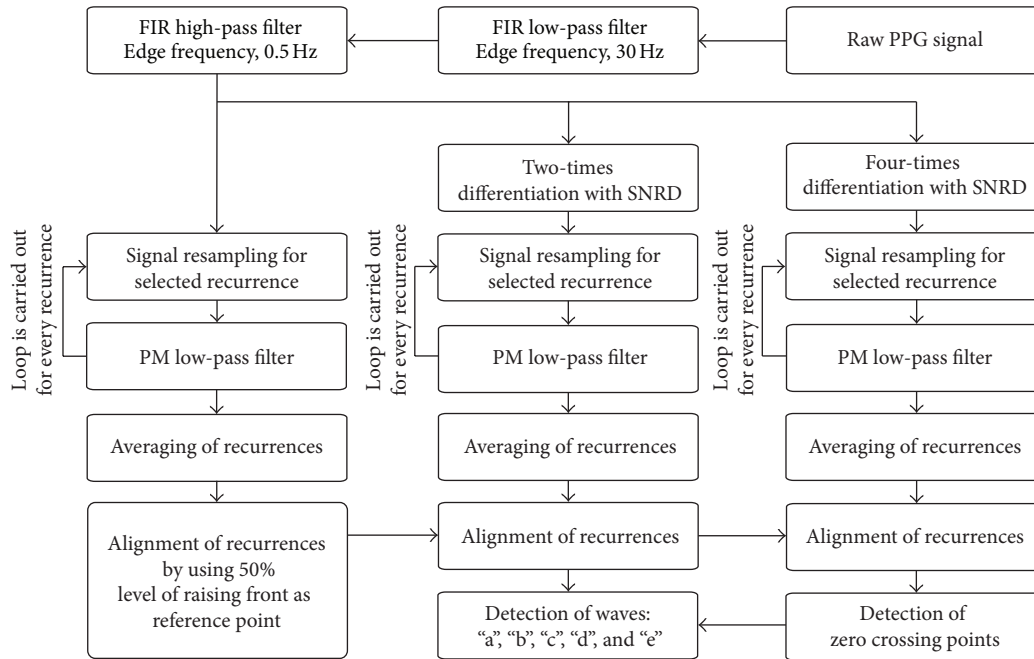 FIR high-pass filter
Edge frequency, 0.5 Hz
FIR low-pass filter
Edge frequency, 30 Hz
Raw PPG signal
Two-times
differentiation with SNRD
Four-times
differentiation with SNRD
Loop is carried out
for every recurrence
Signal resampling for
selected recurrence
PM low-pass filter
Loop is carried out
for every recurrence
Signal resampling for
selected recurrence
PM low-pass filter
Loop is carried out
for every recurrence
Signal resampling for
selected recurrence
PM low-pass filter
Averaging of recurrences
Averaging of recurrences
Averaging of recurrences
Alignment of recurrences
by using 50%
level of raising front as
reference point
Alignment of recurrences
Alignment of recurrences
Detection of waves:
“a”, “b”, “c”, “d”, and “e”
Detection of
zero crossing points